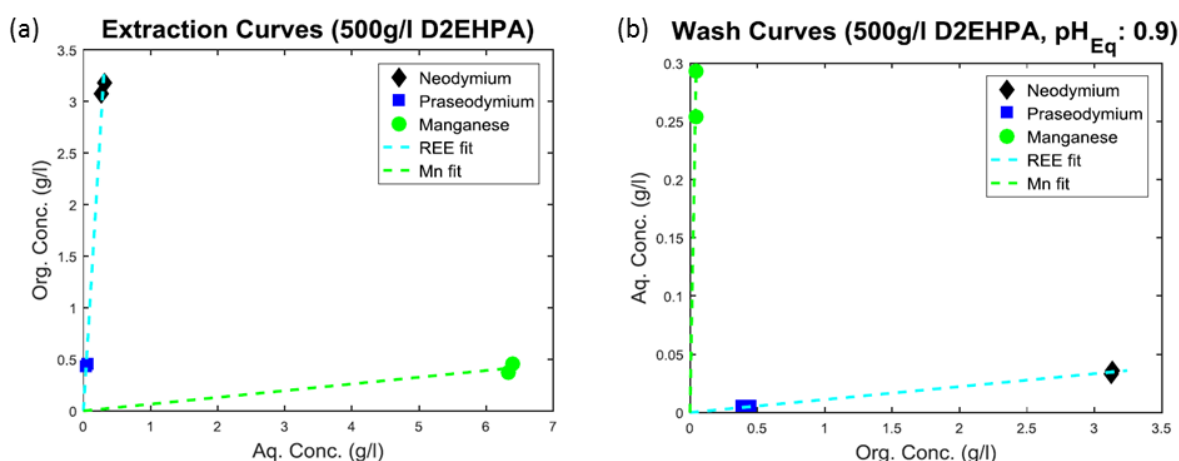 (a)
Extraction Curves (500g/l D2EHPA)
3.5
3
2.5
2
1.5
1
0.5
0
Org. Conc. (g/l)
Neodymium
Praseodymium
Manganese
REE fit
Mn fit
0 1 2 3 4 5 6 7
Aq. Conc. (g/l)
(b)
Wash Curves (500g/l D2EHPA, pH_Eq: 0.9)
0.3
0.25
0.2
0.15
0.1
0.05
0
Aq. Conc. (g/l)
Neodymium
Praseodymium
Manganese
REE fit
Mn fit
0 0.5 1 1.5 2 2.5 3 3.5
Org. Conc. (g/l)